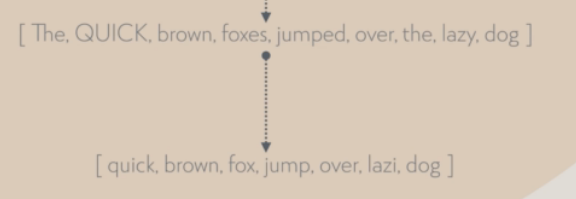 [ The, QUICK, brown, foxes, jumped, over, the, lazy, dog ]
[ quick, brown, fox, jump, over, lazi, dog ]